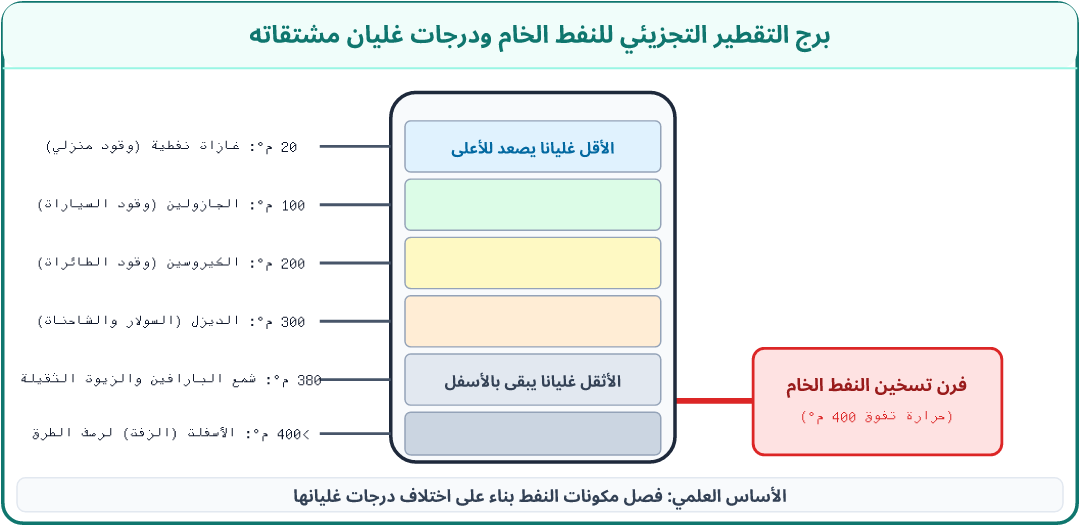 برج التقطير التجزيئي للنفط الخام ودرجات غليان مشتقاته
الأقل غليانا يصعد للأعلى
20 م°: غازات نفطية (وقود منزلي)
100 م°: الجازولين (وقود السيارات)
200 م°: الكيروسين (وقود الطائرات)
300 م°: الديزل (السولار والشاحنات)
الأثقل غليانا يبقى بالأسفل
380 م°: شمع البارافين والزيوت الثقيلة
>400 م°: الأسفلت (الزفت) لرصف الطرق
فرن تسخين النفط الخام
(حرارة تفوق 400 م°)
الأساس العلمي: فصل مكونات النفط بناء على اختلاف درجات غليانها